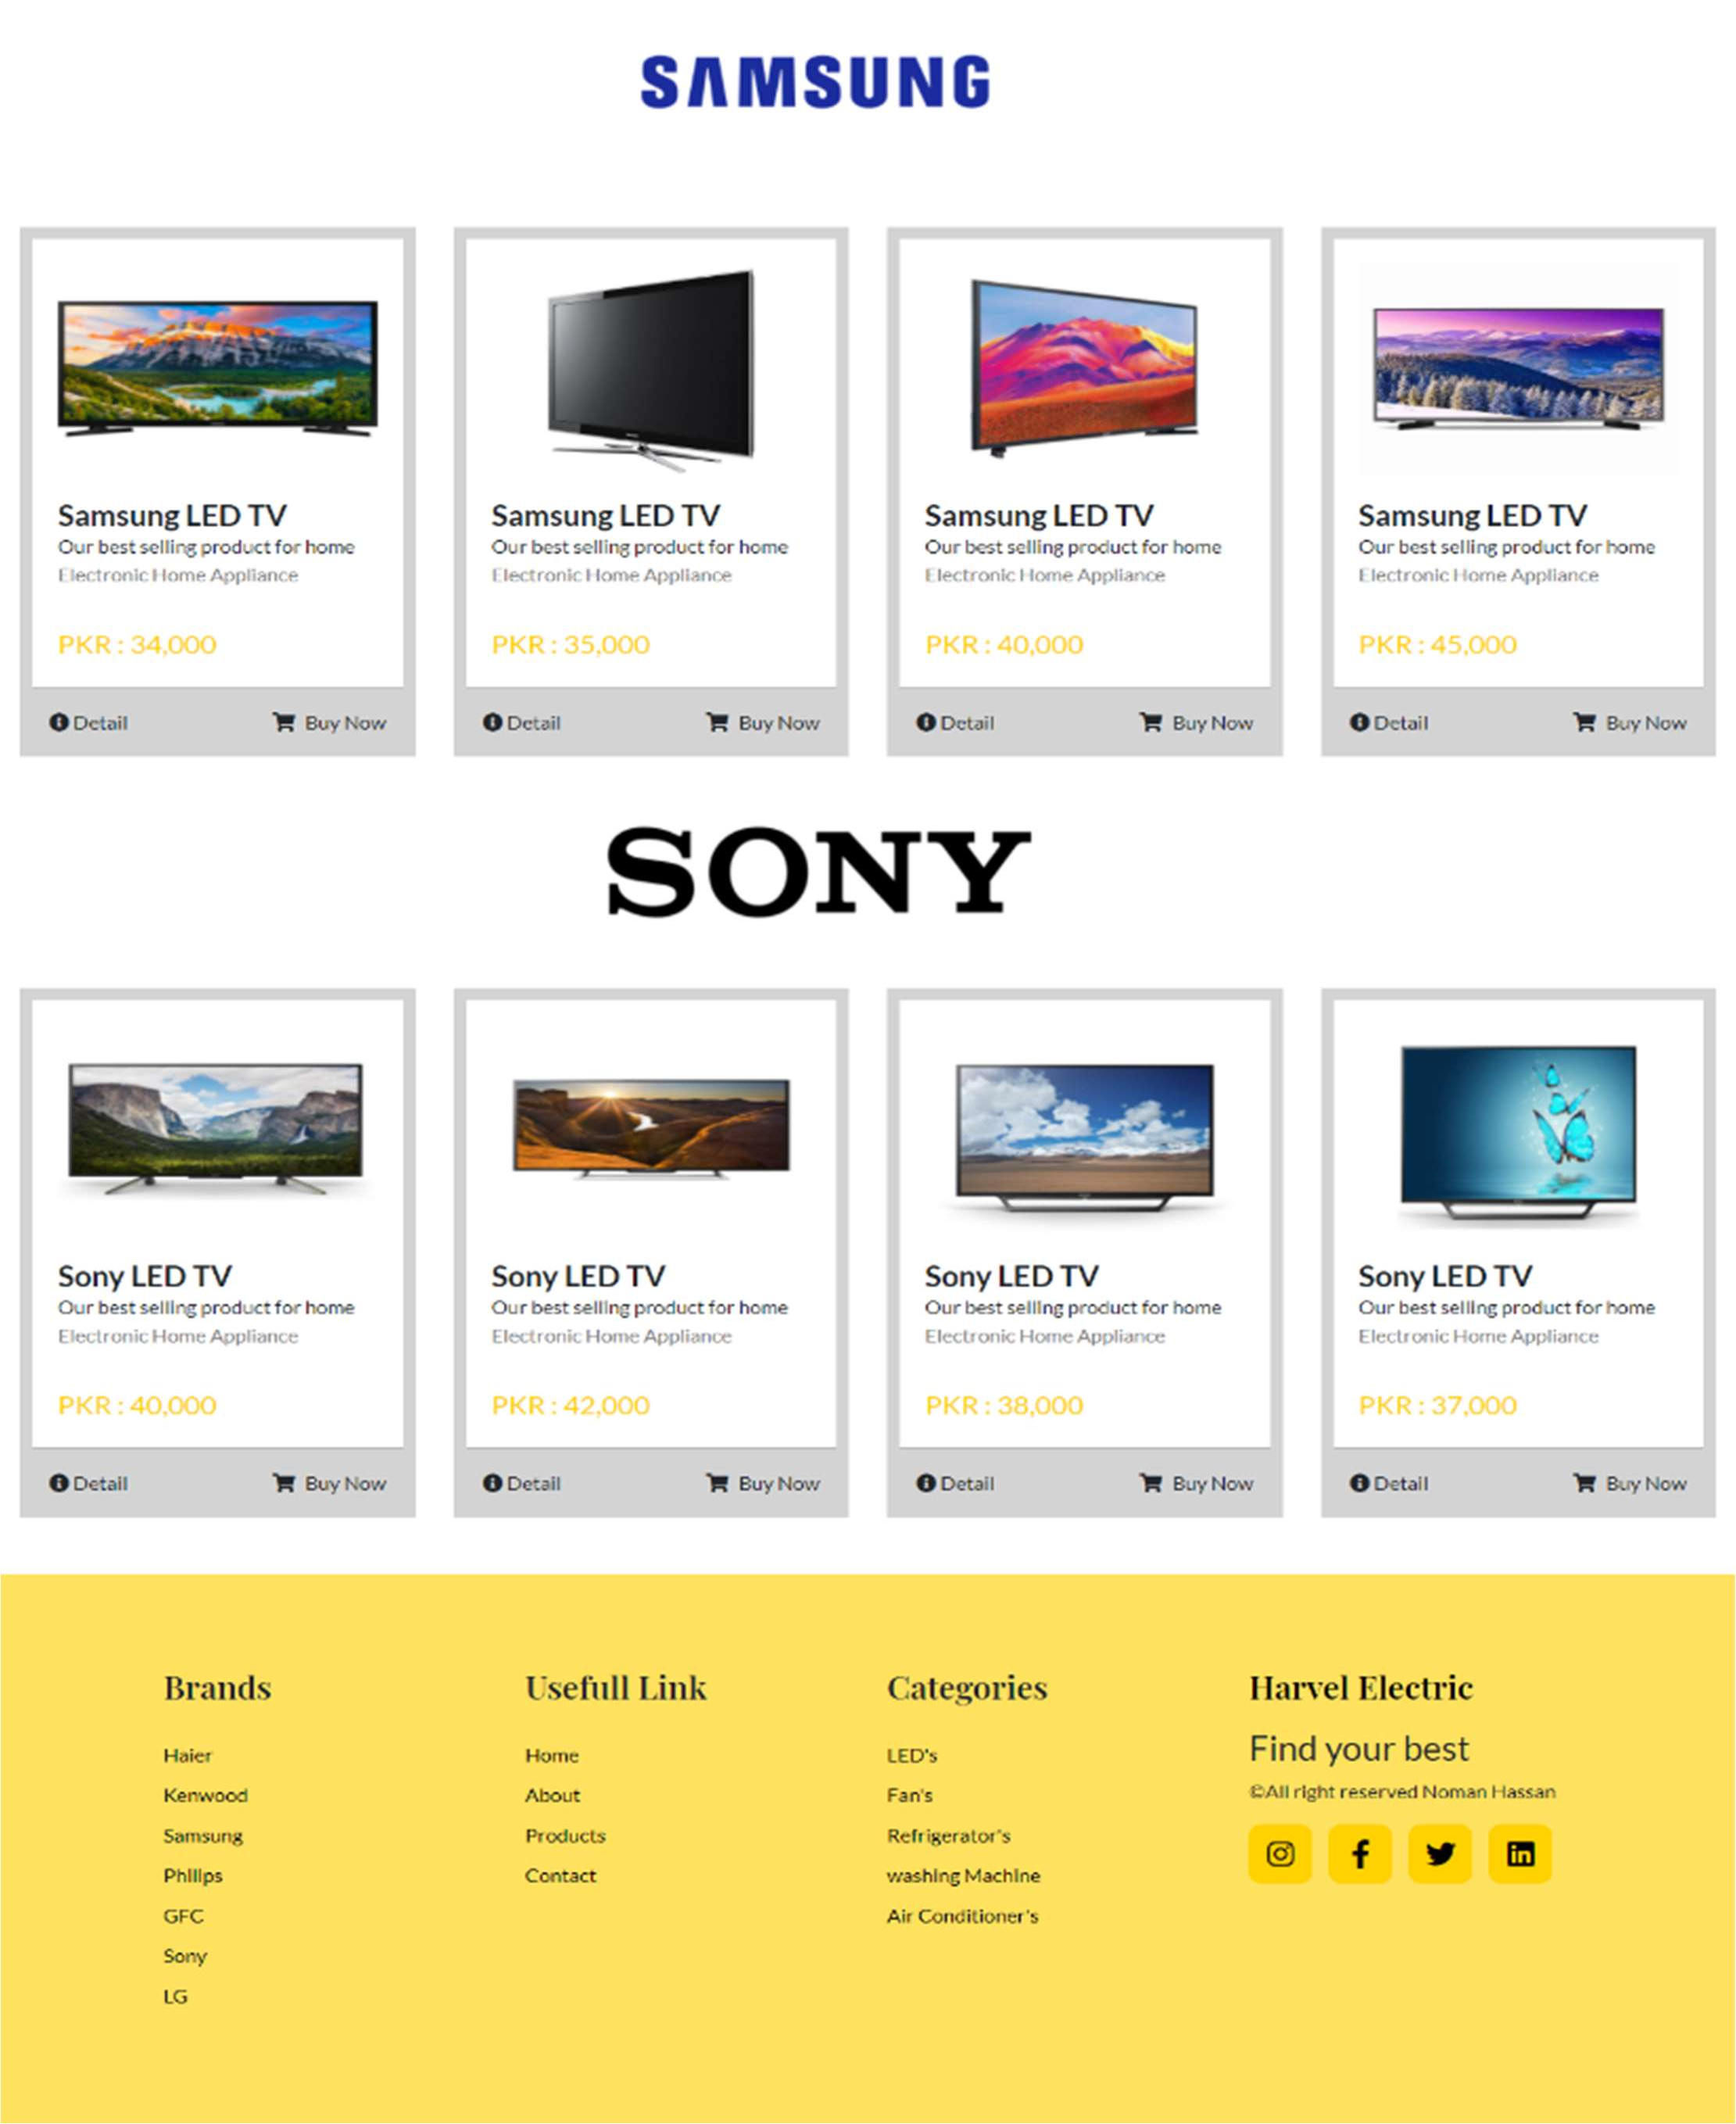 SAMSUNG
Samsung LED TV
Our best selling product for home
Electronic Home Appliance
PKR : 34,000
Detail
Buy Now
Samsung LED TV
Our best selling product for home
Electronic Home Appliance
PKR : 35,000
Detail
Buy Now
Samsung LED TV
Our best selling product for home
Electronic Home Appliance
PKR : 40,000
Detail
Buy Now
Samsung LED TV
Our best selling product for home
Electronic Home Appliance
PKR : 45,000
Detail
Buy Now
SONY
Sony LED TV
Our best selling product for home
Electronic Home Appliance
PKR : 40,000
Detail
Buy Now
Sony LED TV
Our best selling product for home
Electronic Home Appliance
PKR : 42,000
Detail
Buy Now
Sony LED TV
Our best selling product for home
Electronic Home Appliance
PKR : 38,000
Detail
Buy Now
Sony LED TV
Our best selling product for home
Electronic Home Appliance
PKR : 37,000
Detail
Buy Now
Brands
Haier
Kenwood
Samsung
Philips
GFC
Sony
LG
Usefull Link
Home
About
Products
Contact
Categories
LED's
Fan's
Refrigerator's
washing Machine
Air Conditioner's
Harvel Electric
Find your best
©All right reserved Noman Hassan